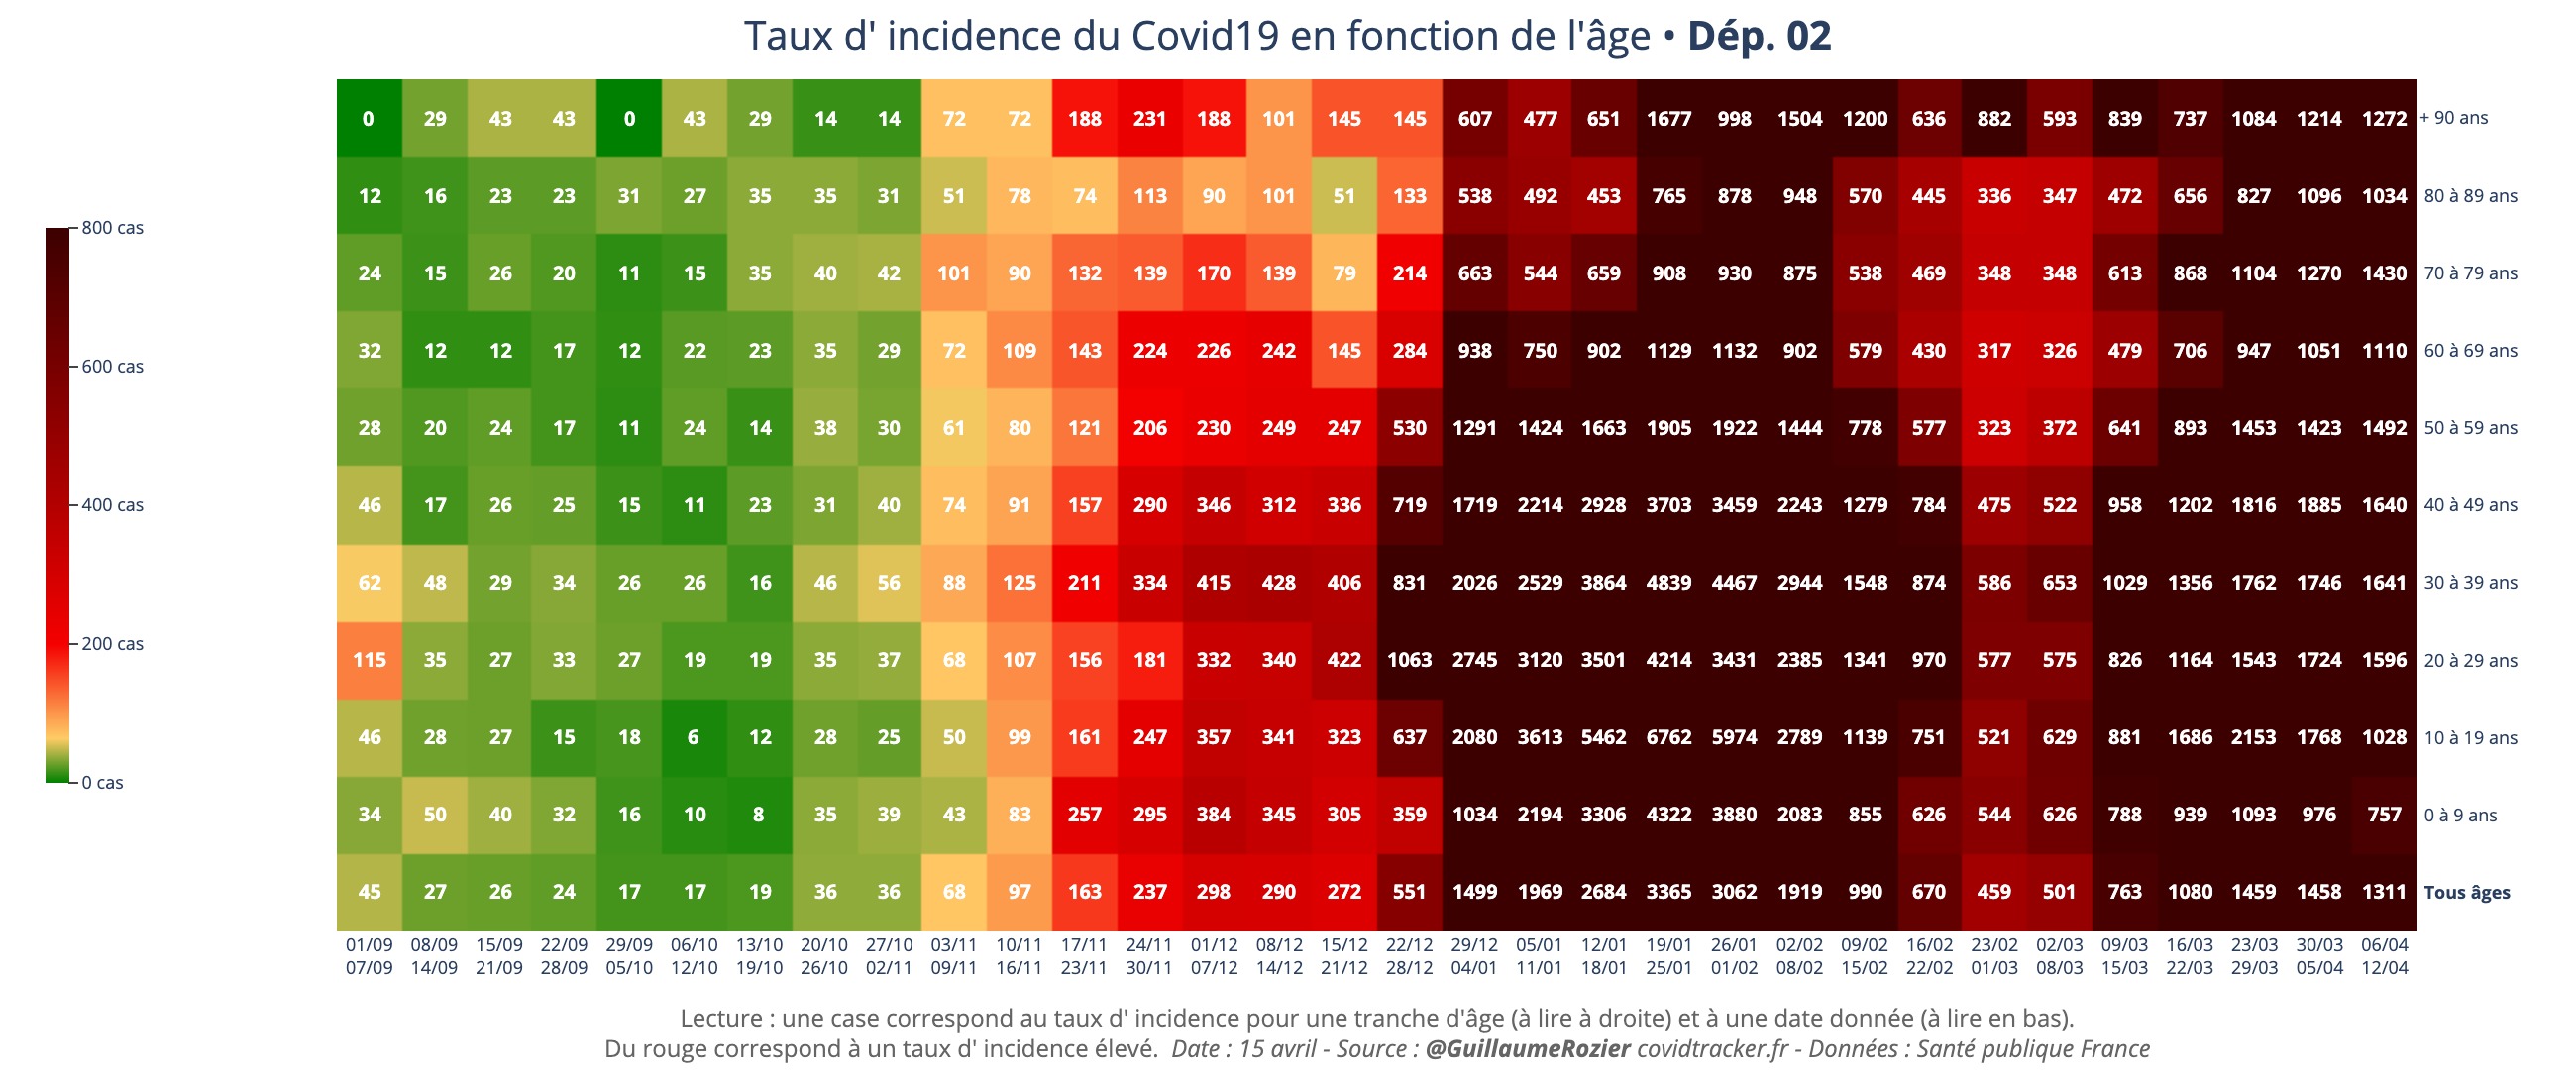 Taux d' incidence du Covid19 en fonction de l'âge • Dép. 02
0 29 43 43 0 43 29 14 14 72 72 188 231 188 101 145 145 607 477 651 1677 998 1504 1200 636 882 593 839 737 1084 1214 1272 + 90 ans
12 16 23 23 31 27 35 35 31 51 78 74 113 90 101 51 133 538 492 453 765 878 948 570 445 336 347 472 656 827 1096 1034 80 à 89 ans
800 cas
24 15 26 20 11 15 35 40 42 101 90 132 139 170 139 79 214 663 544 659 908 930 875 538 469 348 348 613 868 1104 1270 1430 70 à 79 ans
32 12 12 17 12 22 23 35 29 72 109 143 224 226 242 145 284 938 750 902 1129 1132 902 579 430 317 326 479 706 947 1051 1110 60 à 69 ans
600 cas
28 20 24 17 11 24 14 38 30 61 80 121 206 230 249 247 530 1291 1424 1663 1905 1922 1444 778 577 323 372 641 893 1453 1423 1492 50 à 59 ans
400 cas
46 17 26 25 15 11 23 31 40 74 91 157 290 346 312 336 719 1719 2214 2928 3703 3459 2243 1279 784 475 522 958 1202 1816 1885 1640 40 à 49 ans
62 48 29 34 26 26 16 46 56 88 125 211 334 415 428 406 831 2026 2529 3864 4839 4467 2944 1548 874 586 653 1029 1356 1762 1746 1641 30 à 39 ans
200 cas
115 35 27 33 27 19 19 35 37 68 107 156 181 332 340 422 1063 2745 3120 3501 4214 3431 2385 1341 970 577 575 826 1164 1543 1724 1596 20 à 29 ans
46 28 27 15 18 6 12 28 25 50 99 161 247 357 341 323 637 2080 3613 5462 6762 5974 2789 1139 751 521 629 881 1686 2153 1768 1028 10 à 19 ans
0 cas
34 50 40 32 16 10 8 35 39 43 83 257 295 384 345 305 359 1034 2194 3306 4322 3880 2083 855 626 544 626 788 939 1093 976 757 0 à 9 ans
45 27 26 24 17 17 19 36 36 68 97 163 237 298 290 272 551 1499 1969 2684 3365 3062 1919 990 670 459 501 763 1080 1459 1458 1311 Tous âges
01/09 08/09 15/09 22/09 29/09 06/10 13/10 20/10 27/10 03/11 10/11 17/11 24/11 01/12 08/12 15/12 22/12 29/12 05/01 12/01 19/01 26/01 02/02 09/02 16/02 23/02 02/03 09/03 16/03 23/03 30/03 06/04
07/09 14/09 21/09 28/09 05/10 12/10 19/10 26/10 02/11 09/11 16/11 23/11 30/11 07/12 14/12 21/12 28/12 04/01 11/01 18/01 25/01 01/02 08/02 15/02 22/02 01/03 08/03 15/03 22/03 29/03 05/04 12/04
Lecture : une case correspond au taux d' incidence pour une tranche d'âge (à lire à droite) et à une date donnée (à lire en bas).
Du rouge correspond à un taux d' incidence élevé. Date : 15 avril - Source : @GuillaumeRozier covidtracker.fr - Données : Santé publique France